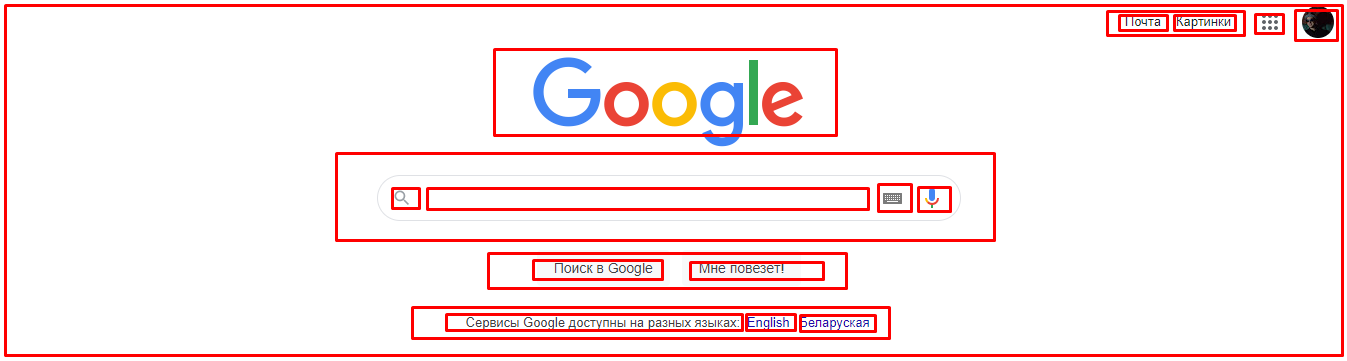 Почта Картинки
Google
Поиск в Google Мне повезет!
Сервисы Google доступны на разных языках: English Беларуская